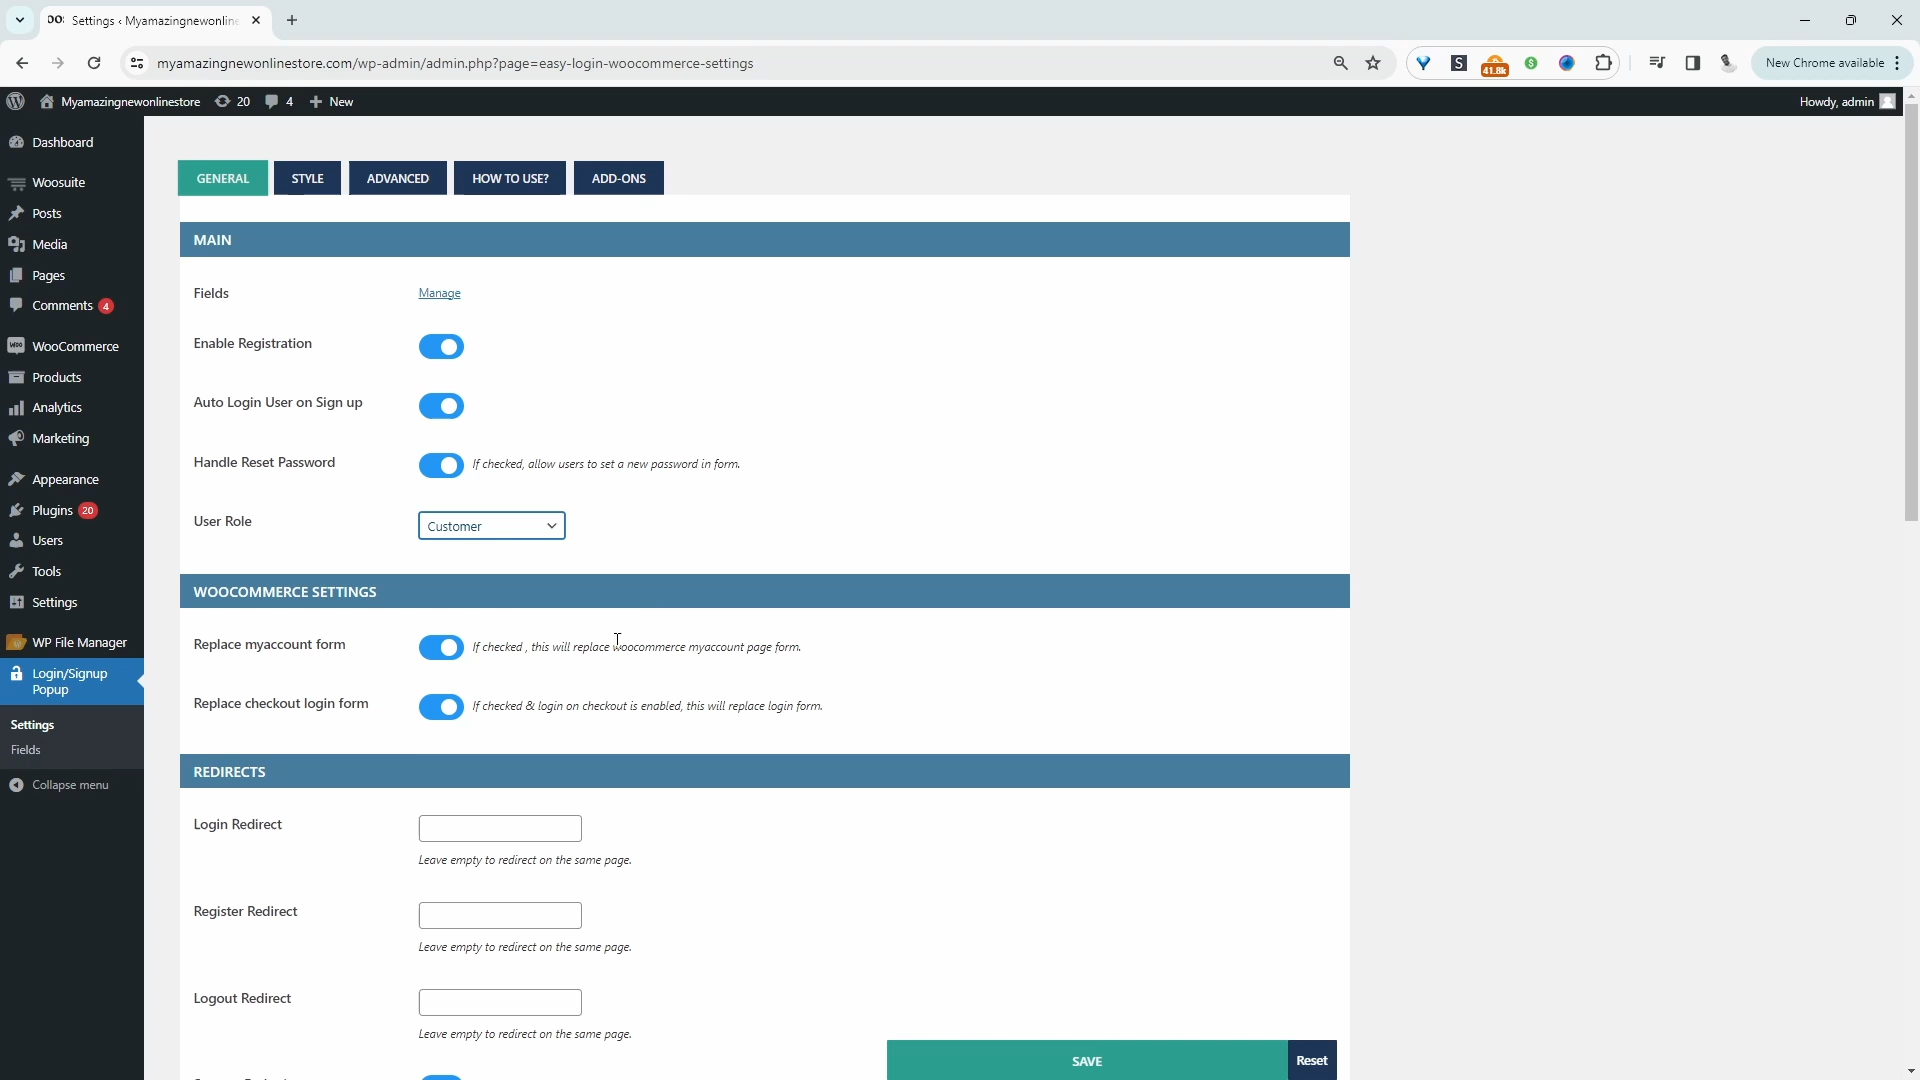 Settings ‹ Myamazingnewonline
myamazingnewonlinestore.com/wp-admin/admin.php?page=easy-login-woocommerce-settings
S
41.8k
$
New Chrome available
Myamazingnewonlinestore
20
4
New
Howdy, admin
Dashboard
Woosuite
Posts
Media
Pages
Comments 4
WooCommerce
Products
Analytics
Marketing
Appearance
Plugins 20
Users
Tools
Settings
WP File Manager
Login/Signup
Popup
Settings
Fields
Collapse menu
GENERAL
STYLE
ADVANCED
HOW TO USE?
ADD-ONS
MAIN
Fields
Manage
Enable Registration
Auto Login User on Sign up
Handle Reset Password
If checked, allow users to set a new password in form.
User Role
Customer
WOOCOMMERCE SETTINGS
Replace myaccount form
If checked , this will replace woocommerce myaccount page form.
Replace checkout login form
If checked & login on checkout is enabled, this will replace login form.
REDIRECTS
Login Redirect
Leave empty to redirect on the same page.
Register Redirect
Leave empty to redirect on the same page.
Logout Redirect
Leave empty to redirect on the same page.
SAVE
Reset